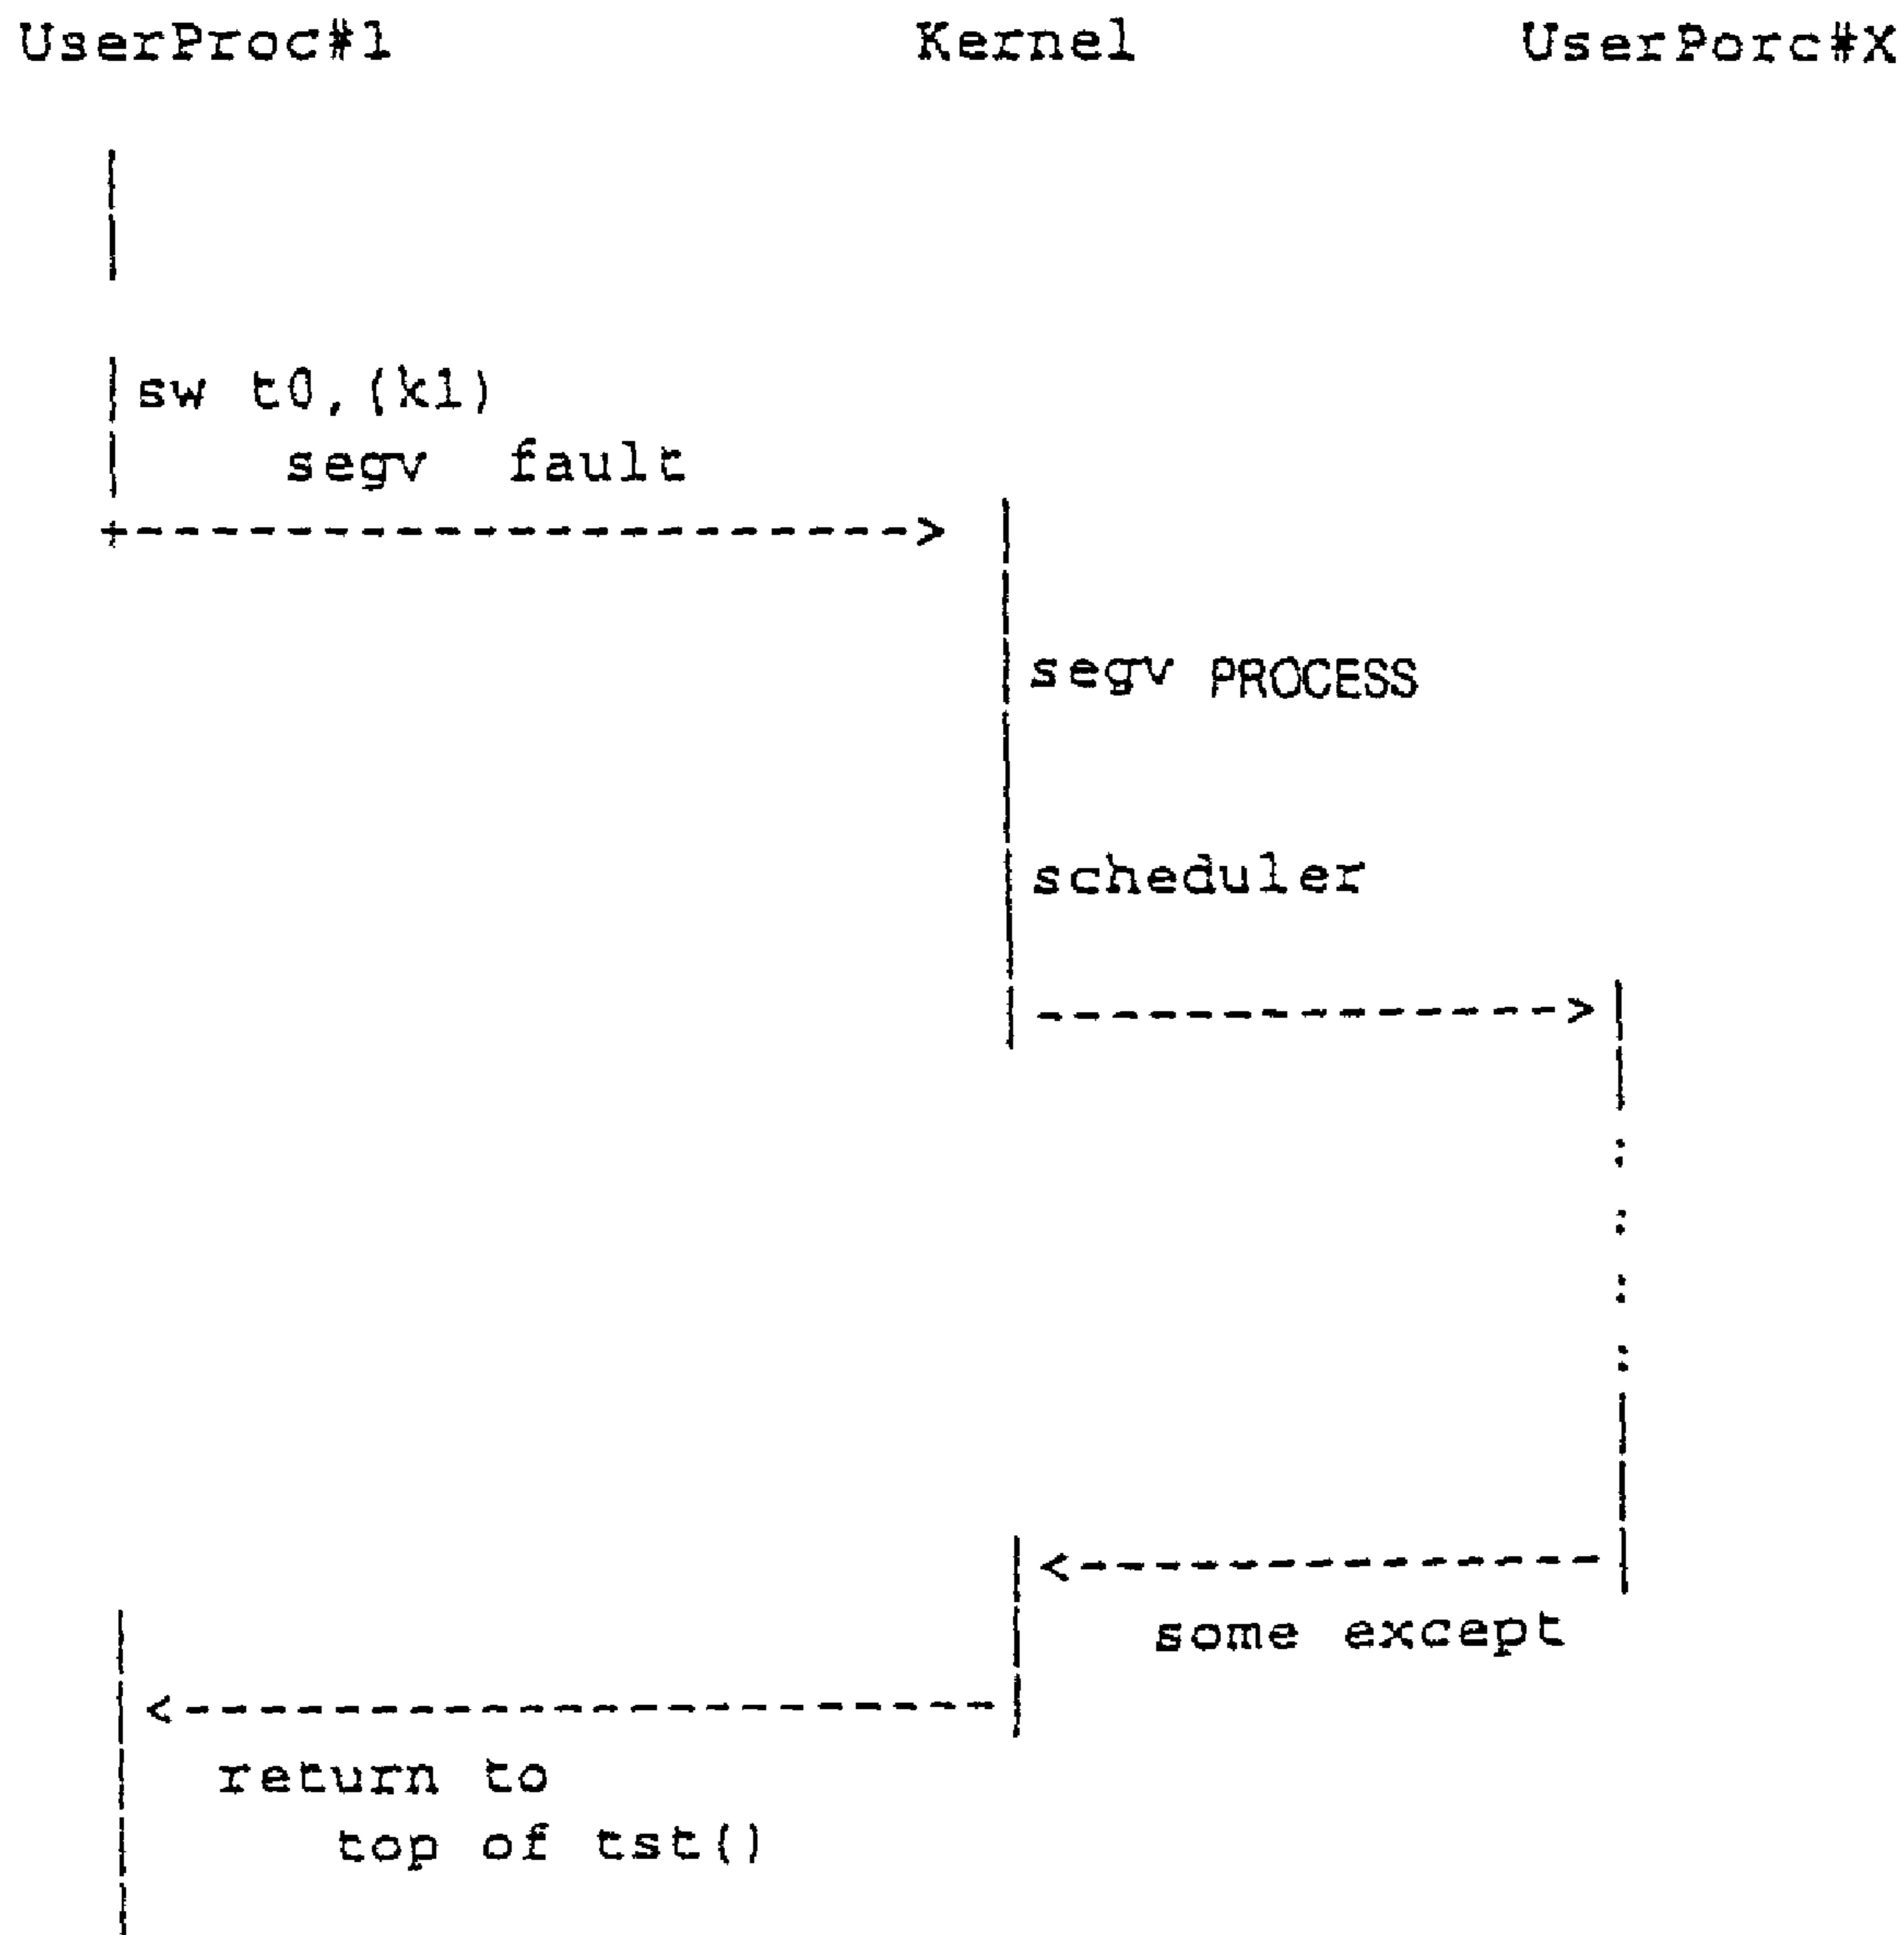 UserProc#1 Kernel UserPorc#X
sw t0,(k1)
segv fault
segv PROCESS
scheduler
some except
return to
top of tst()